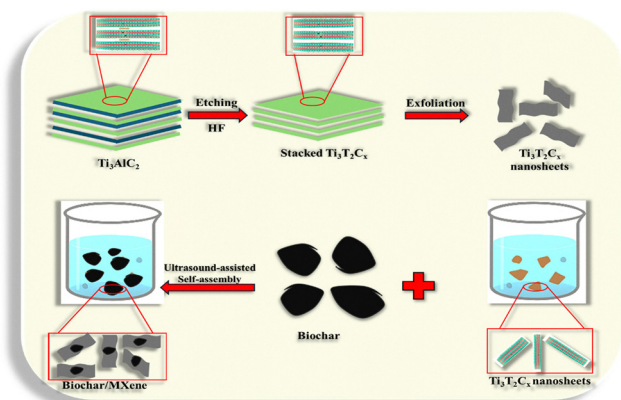 Etching
HF
Exfoliation
Ti₃AlC₂
Stacked Ti₃T₂Cₓ
Ti₃T₂Cₓ
nanosheets
Ultrasound-assisted
Self-assembly
Biochar
Biochar/MXene
Ti₃T₂Cₓ nanosheets